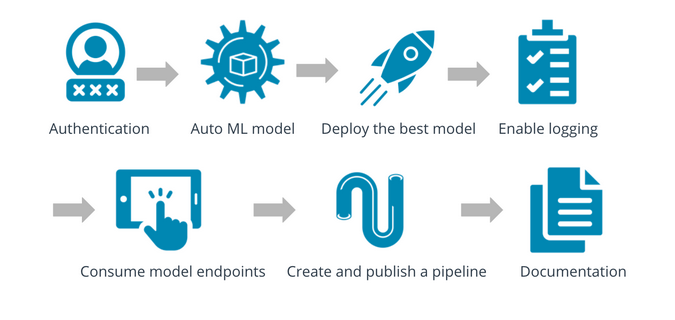 Authentication
Auto ML model
Deploy the best model
Enable logging
Consume model endpoints
Create and publish a pipeline
Documentation